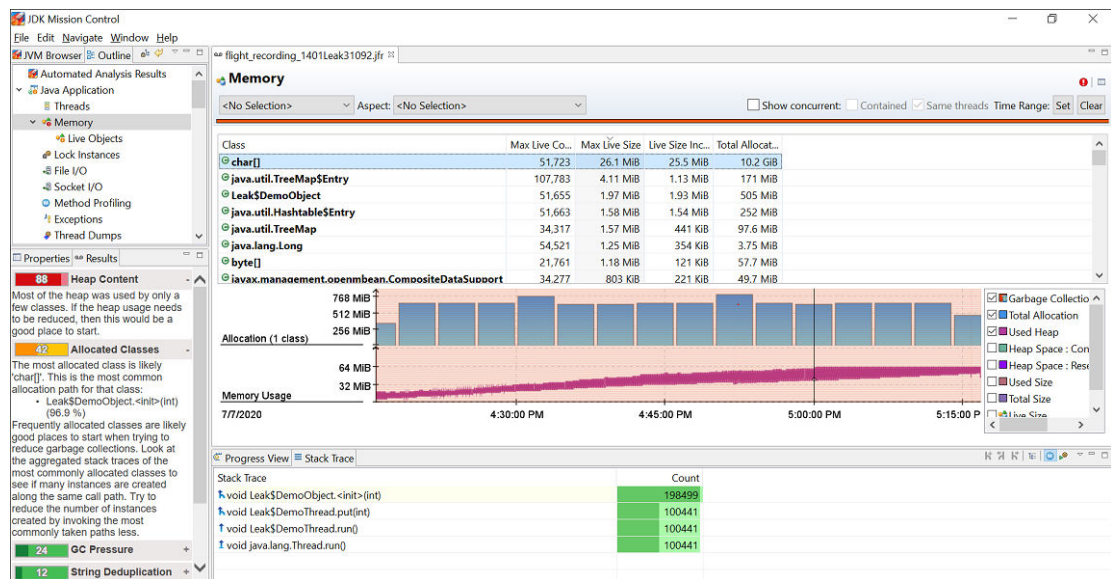 JDK Mission Control
File Edit Navigate Window Help
JVM Browser Outline
flight_recording_1401Leak31092.jfr
Automated Analysis Results
Java Application
Threads
Memory
Live Objects
Lock Instances
File I/O
Socket I/O
Method Profiling
Exceptions
Thread Dumps
Memory
<No Selection> Aspect: <No Selection> Show concurrent: Contained Same threads Time Range: Set Clear
Class Max Live Co... Max Live Size Live Size Inc... Total Allocat...
char[] 51,723 26.1 MiB 25.5 MiB 10.2 GiB
java.util.TreeMap$Entry 107,783 4.11 MiB 1.13 MiB 171 MiB
Leak$DemoObject 51,655 1.97 MiB 1.93 MiB 505 MiB
java.util.Hashtable$Entry 51,663 1.58 MiB 1.54 MiB 252 MiB
java.util.TreeMap 34,317 1.57 MiB 441 KiB 97.6 MiB
java.lang.Long 54,521 1.25 MiB 354 KiB 3.75 MiB
byte[] 21,761 1.18 MiB 121 KiB 57.7 MiB
javax.management.openmbean.CompositeDataSupport 34,277 803 KiB 221 KiB 49.7 MiB
Properties Results
88 Heap Content -
Most of the heap was used by only a
few classes. If the heap usage needs
to be reduced, then this would be a
good place to start.
42 Allocated Classes -
The most allocated class is likely
'char[]'. This is the most common
allocation path for that class:
• Leak$DemoObject.<init>(int)
(96.9 %)
Frequently allocated classes are likely
good places to start when trying to
reduce garbage collections. Look at
the aggregated stack traces of the
most commonly allocated classes to
see if many instances are created
along the same call path. Try to
reduce the number of instances
created by invoking the most
commonly taken paths less.
24 GC Pressure +
12 String Deduplication +
768 MiB
512 MiB
256 MiB
Allocation (1 class)
64 MiB
32 MiB
Memory Usage
7/7/2020 4:30:00 PM 4:45:00 PM 5:00:00 PM 5:15:00 P
Garbage Collectio
Total Allocation
Used Heap
Heap Space : Con
Heap Space : Rese
Used Size
Total Size
Live Size
Progress View Stack Trace
Stack Trace Count
void Leak$DemoObject.<init>(int) 198499
void Leak$DemoThread.put(int) 100441
void Leak$DemoThread.run() 100441
void java.lang.Thread.run() 100441